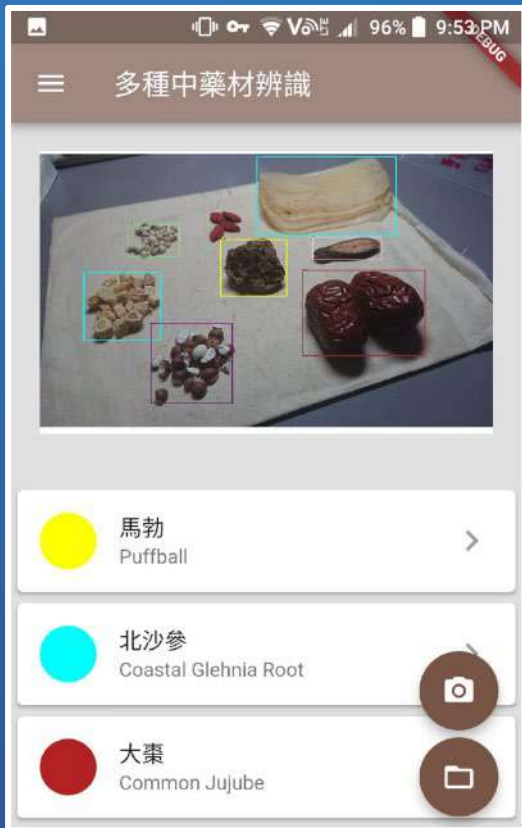 96% 9:53 PM
DEBUG
多種中藥材辨識
馬勃
Puffball
北沙參
Coastal Glehnia Root
大棗
Common Jujube